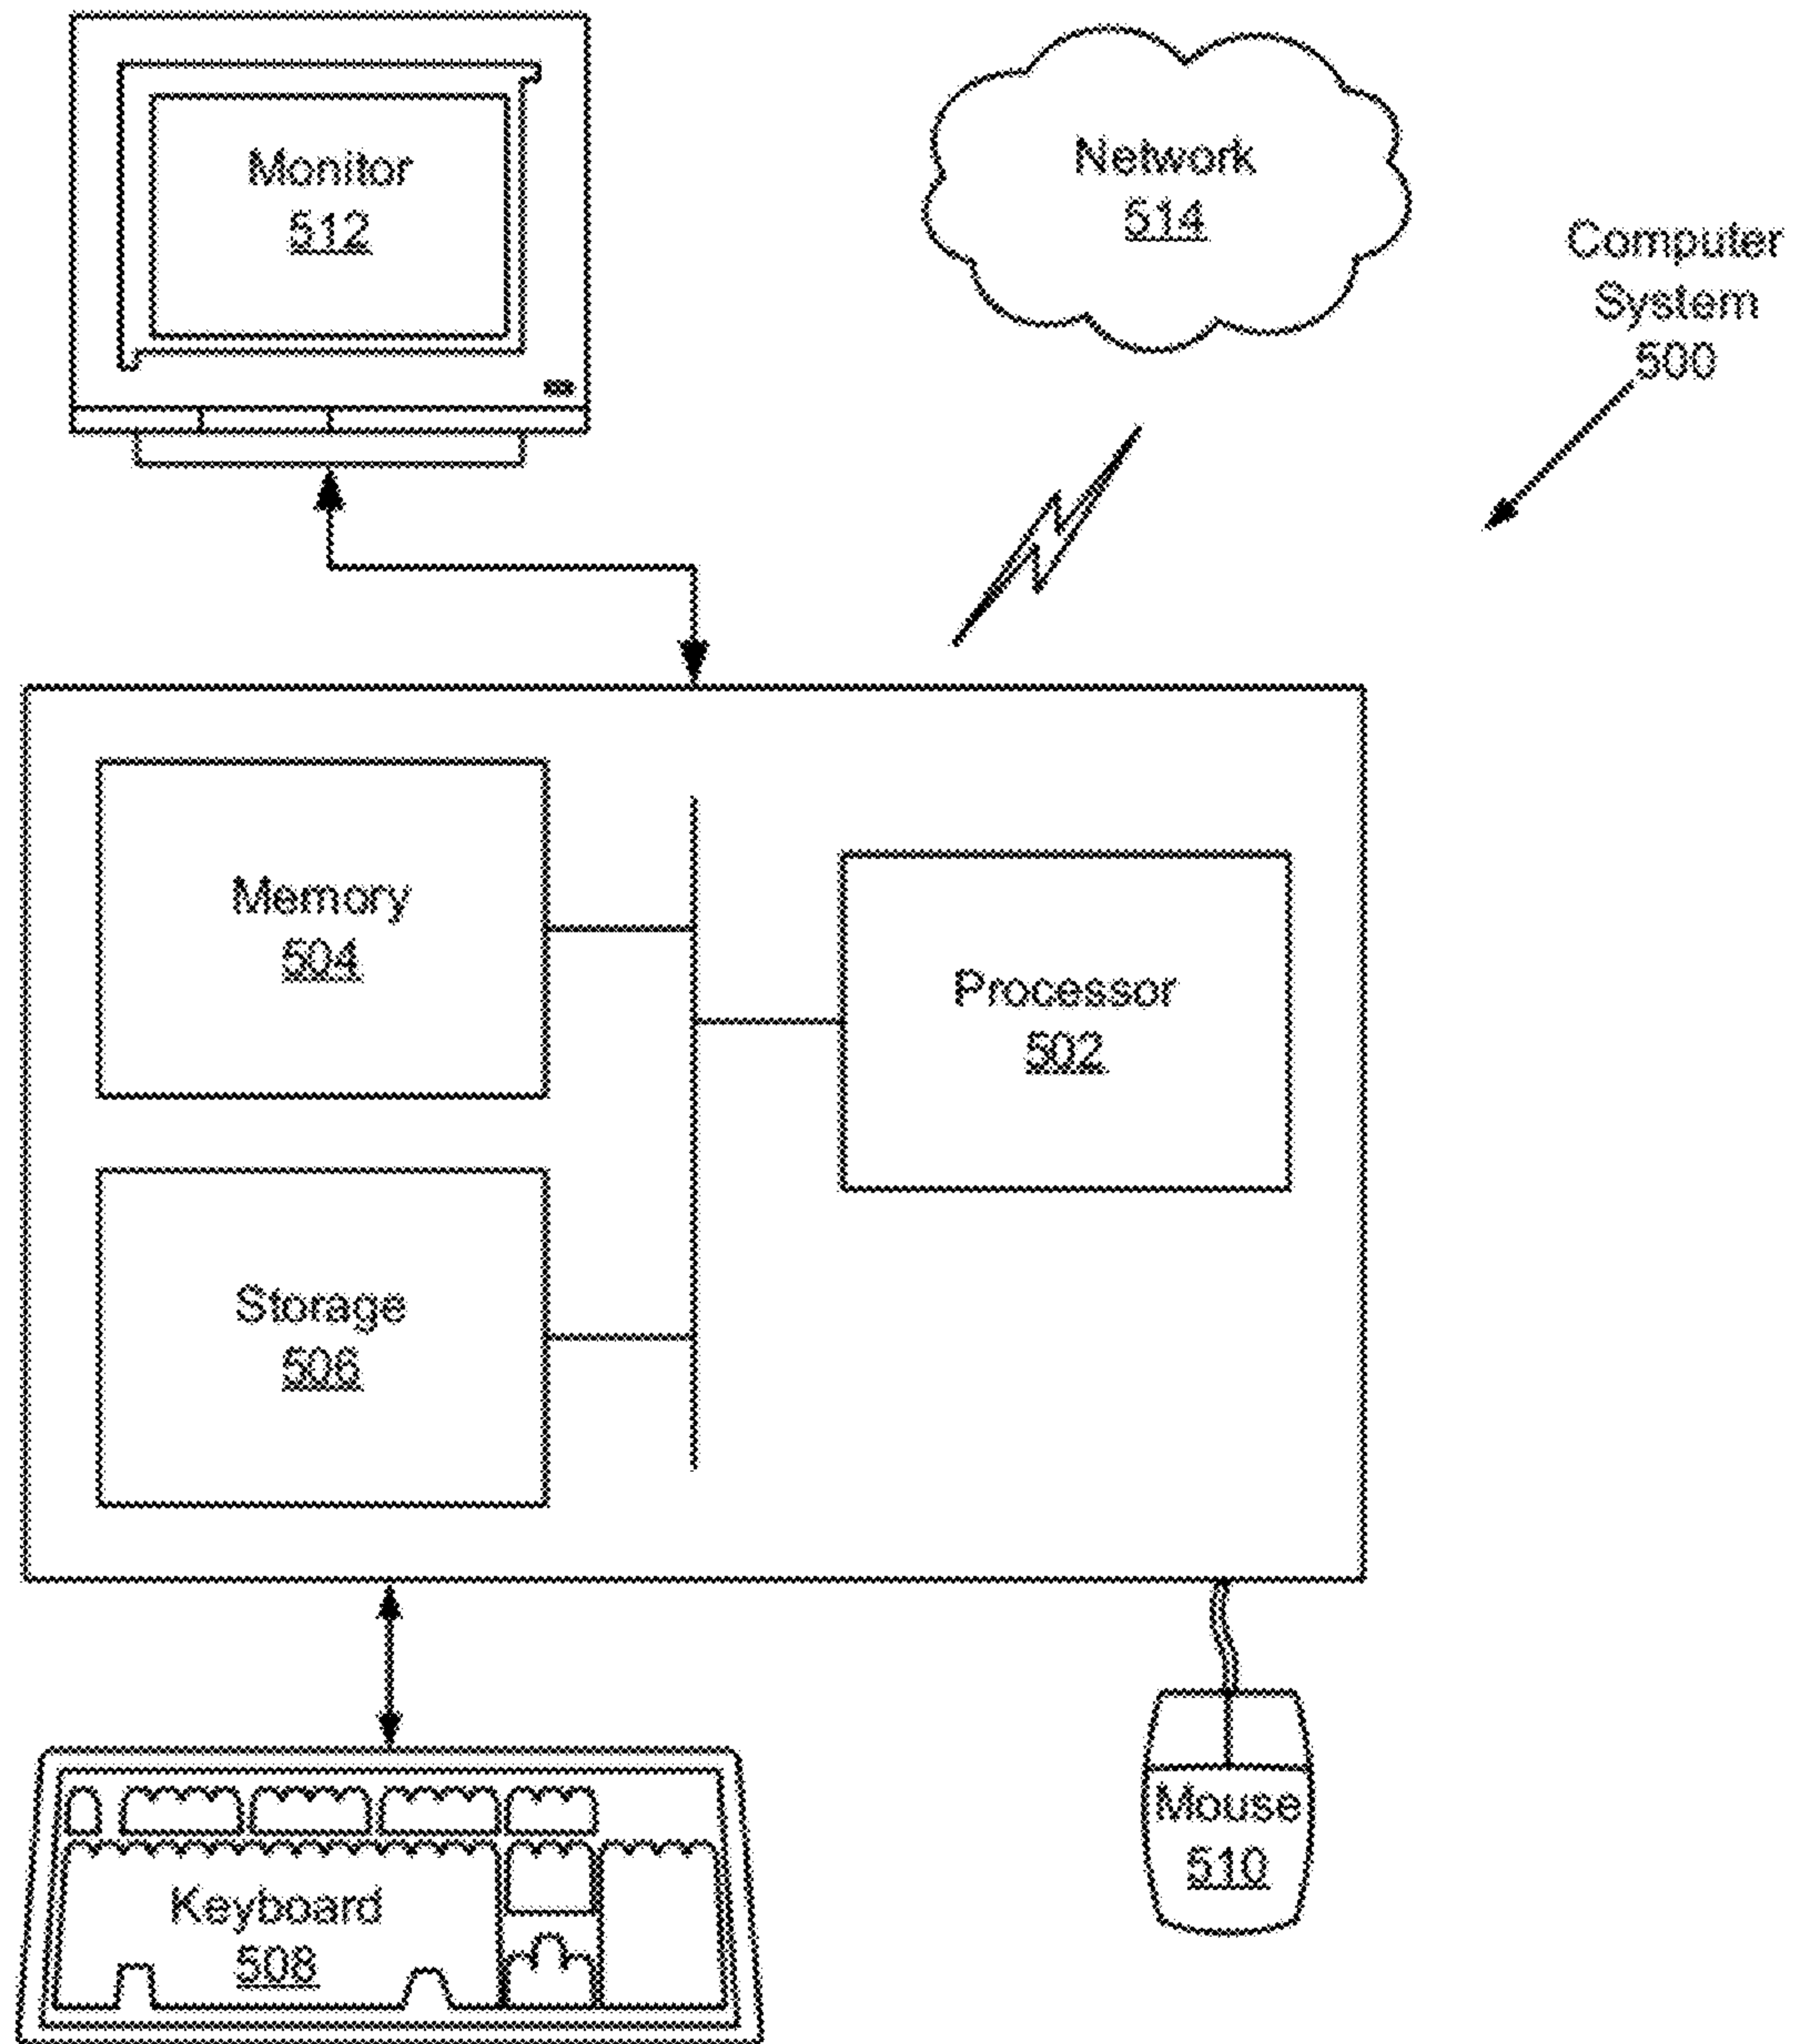 Monitor
512
Network
514
Computer
System
500
Memory
504
Processor
502
Storage
506
Keyboard
508
Mouse
510